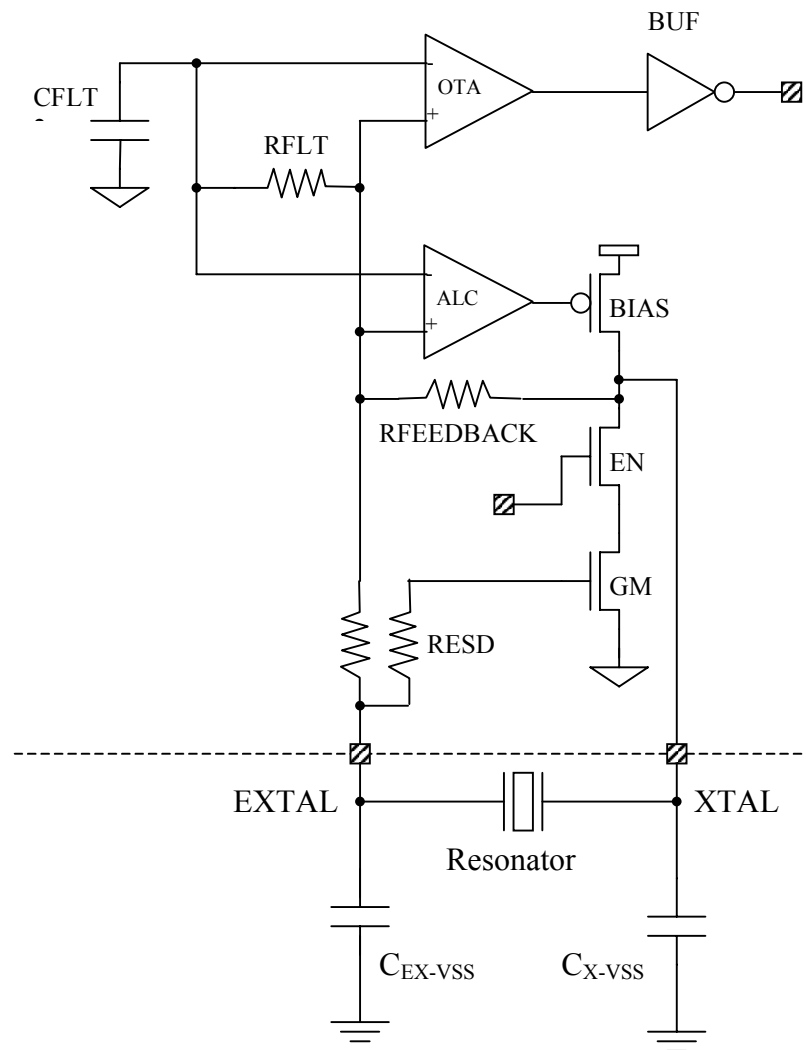 BUF
CFLT
-
OTA
+
RFLT
-
ALC
+
BIAS
RFEEDBACK
EN
GM
RESD
EXTAL
XTAL
Resonator
CEX-VSS
CX-VSS